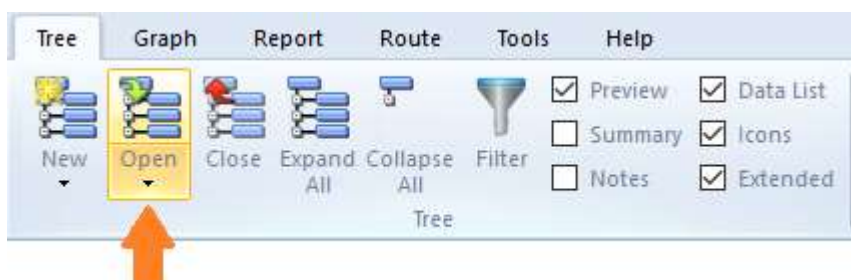 Tree Graph Report Route Tools Help
New Open Close Expand All Collapse All Filter
Preview Data List
Summary Icons
Notes Extended
Tree